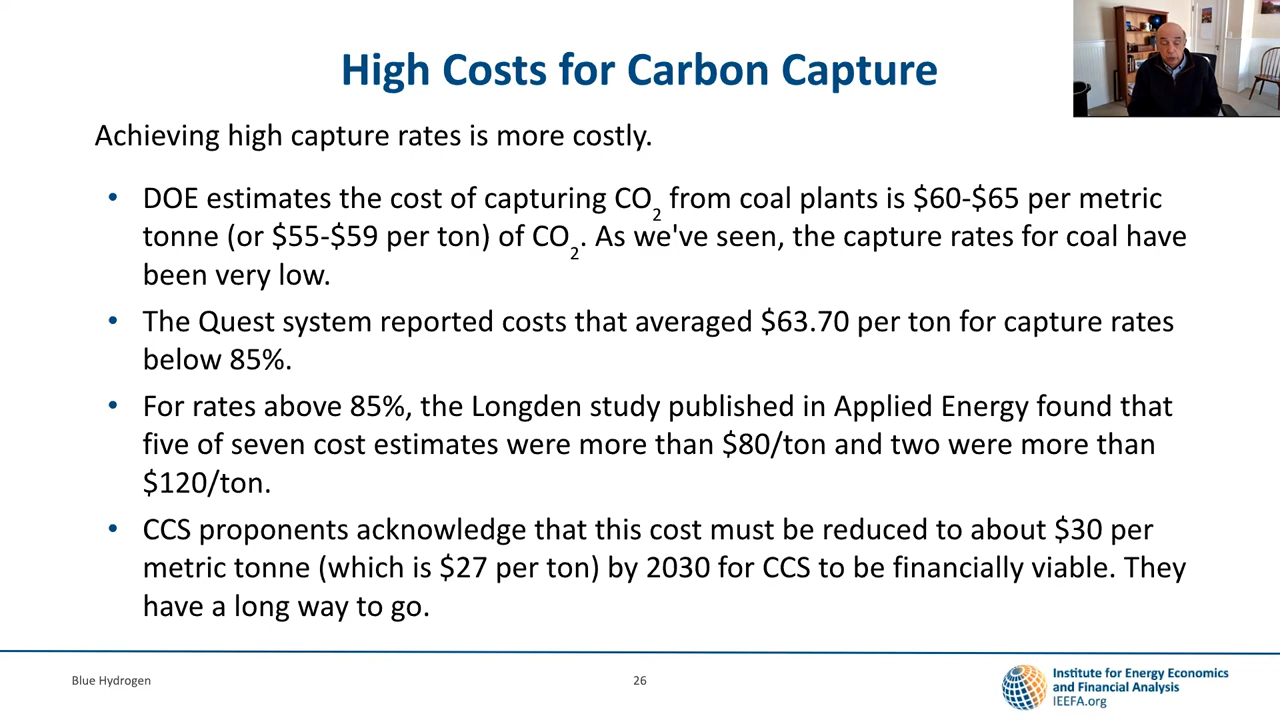 High Costs for Carbon Capture
Achieving high capture rates is more costly.
• DOE estimates the cost of capturing CO2 from coal plants is $60-$65 per metric
tonne (or $55-$59 per ton) of CO2. As we've seen, the capture rates for coal have
been very low.
• The Quest system reported costs that averaged $63.70 per ton for capture rates
below 85%.
• For rates above 85%, the Longden study published in Applied Energy found that
five of seven cost estimates were more than $80/ton and two were more than
$120/ton.
• CCS proponents acknowledge that this cost must be reduced to about $30 per
metric tonne (which is $27 per ton) by 2030 for CCS to be financially viable. They
have a long way to go.
Blue Hydrogen
26
Institute for Energy Economics
and Financial Analysis
IEEFA.org